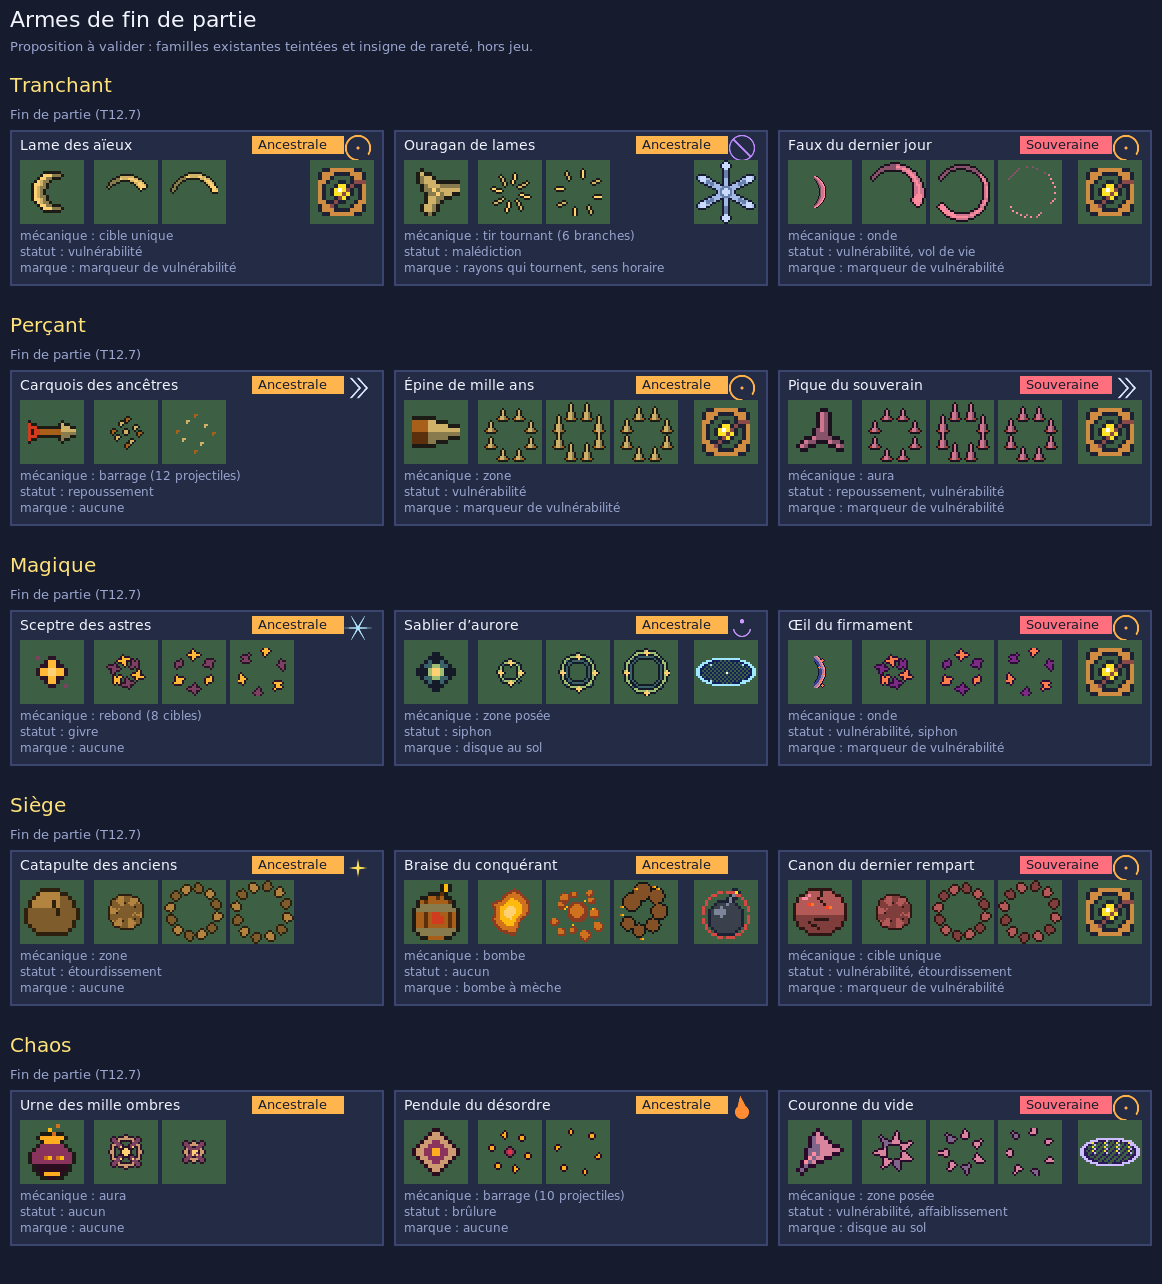 Armes de fin de partie
Proposition à valider : familles existantes teintées et insigne de rareté, hors jeu.
Tranchant
Fin de partie (T12.7)
Lame des aïeux
Ancestrale
mécanique : cible unique
statut : vulnérabilité
marque : marqueur de vulnérabilité
Ouragan de lames
Ancestrale
mécanique : tir tournant (6 branches)
statut : malédiction
marque : rayons qui tournent, sens horaire
Faux du dernier jour
Souveraine
mécanique : onde
statut : vulnérabilité, vol de vie
marque : marqueur de vulnérabilité
Perçant
Fin de partie (T12.7)
Carquois des ancêtres
Ancestrale
mécanique : barrage (12 projectiles)
statut : repoussement
marque : aucune
Épine de mille ans
Ancestrale
mécanique : zone
statut : vulnérabilité
marque : marqueur de vulnérabilité
Pique du souverain
Souveraine
mécanique : aura
statut : repoussement, vulnérabilité
marque : marqueur de vulnérabilité
Magique
Fin de partie (T12.7)
Sceptre des astres
Ancestrale
mécanique : rebond (8 cibles)
statut : givre
marque : aucune
Sablier d’aurore
Ancestrale
mécanique : zone posée
statut : siphon
marque : disque au sol
Œil du firmament
Souveraine
mécanique : onde
statut : vulnérabilité, siphon
marque : marqueur de vulnérabilité
Siège
Fin de partie (T12.7)
Catapulte des anciens
Ancestrale
mécanique : zone
statut : étourdissement
marque : aucune
Braise du conquérant
Ancestrale
mécanique : bombe
statut : aucun
marque : bombe à mèche
Canon du dernier rempart
Souveraine
mécanique : cible unique
statut : vulnérabilité, étourdissement
marque : marqueur de vulnérabilité
Chaos
Fin de partie (T12.7)
Urne des mille ombres
Ancestrale
mécanique : aura
statut : aucun
marque : aucune
Pendule du désordre
Ancestrale
mécanique : barrage (10 projectiles)
statut : brûlure
marque : aucune
Couronne du vide
Souveraine
mécanique : zone posée
statut : vulnérabilité, affaiblissement
marque : disque au sol